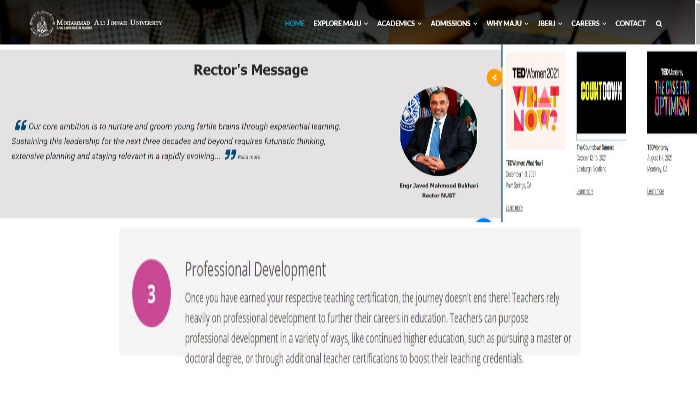 MOHAMMAD ALI JINNAH UNIVERSITY
HOME EXPLORE MAJU ACADEMICS ADMISSIONS WHY MAJU JBERJ CAREERS CONTACT
Rector's Message
Our core ambition is to nurture and groom young fertile brains through experiential learning.
Sustaining this leadership for the next three decades and beyond requires futuristic thinking,
extensive planning and staying relevant in a rapidly evolving... Read more
Engr Javed Mahmood Bukhari
Rector NUST
TEDWomen 2021
WHAT
NOW?
TEDWomen: What Now?
Palm Springs, CA
Learn more
COUNTDOWN
The Countdown Summit
October 12-15, 2021
Edinburgh, Scotland
Learn more
TEDMonterey
THE CASE FOR
OPTIMISM
TEDMonterey
August 1-4, 2021
Monterey, CA
Learn more
3
Professional Development
Once you have earned your respective teaching certification, the journey doesn't end there! Teachers rely
heavily on professional development to further their careers in education. Teachers can purpose
professional development in a variety of ways, like continued higher education, such as pursuing a master or
doctoral degree, or through additional teacher certifications to boost their teaching credentials.